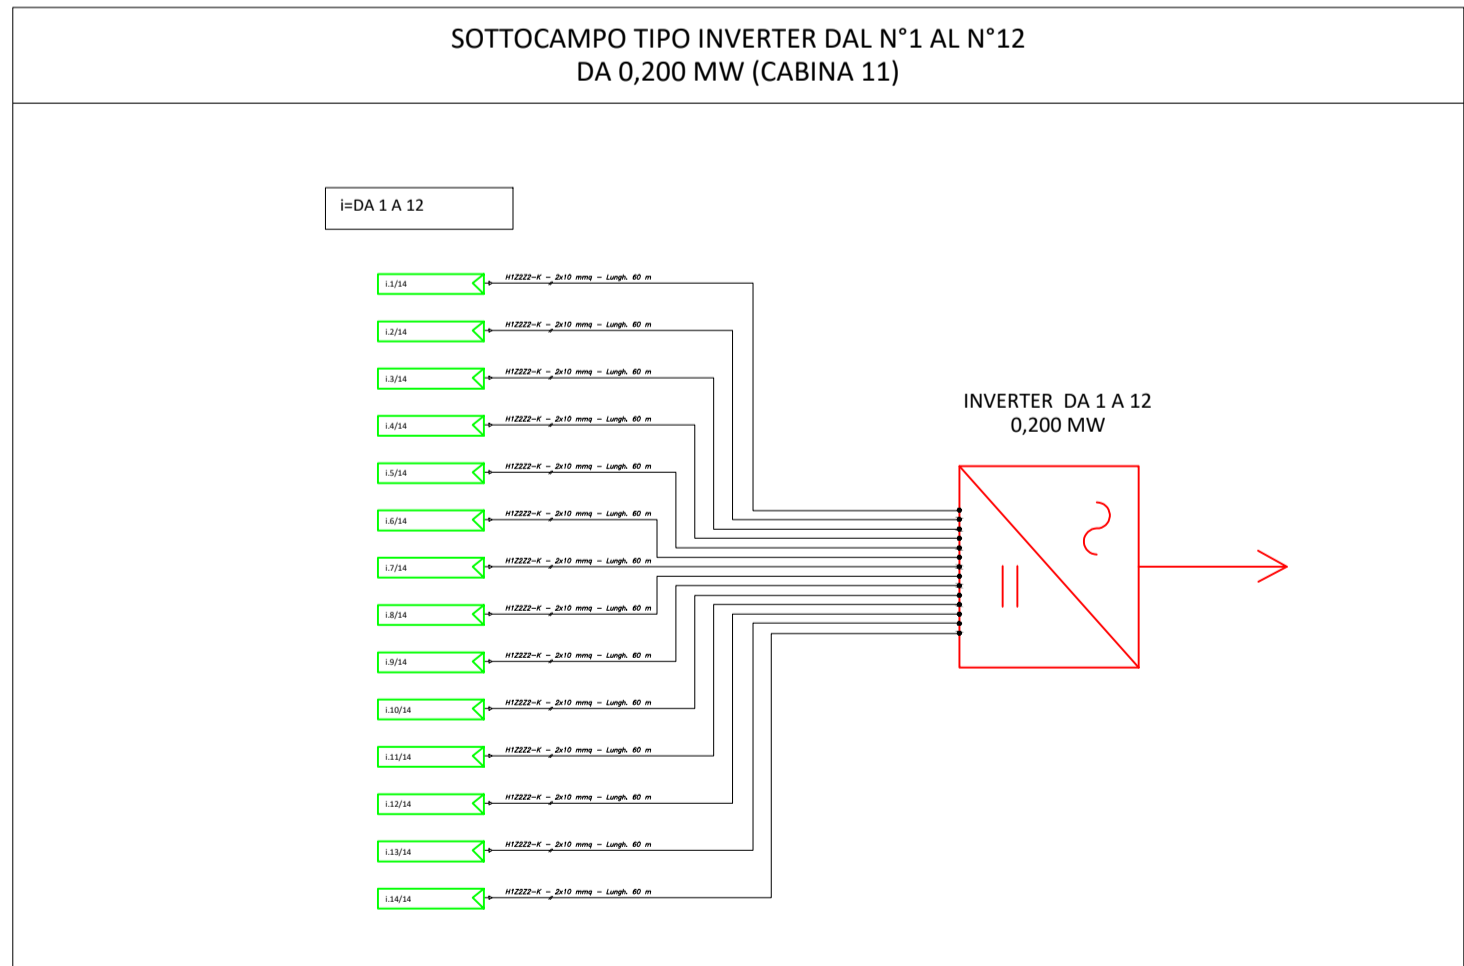 SOTTOCAMPO TIPO INVERTER DAL N°1 AL N°12
DA 0,200 MW (CABINA 11)
i=DA 1 A 12
i.1/14
H1Z2Z2-K - 2x10 mmq - Lungh. 60 m
i.2/14
H1Z2Z2-K - 2x10 mmq - Lungh. 60 m
i.3/14
H1Z2Z2-K - 2x10 mmq - Lungh. 60 m
i.4/14
H1Z2Z2-K - 2x10 mmq - Lungh. 60 m
i.5/14
H1Z2Z2-K - 2x10 mmq - Lungh. 60 m
i.6/14
H1Z2Z2-K - 2x10 mmq - Lungh. 60 m
i.7/14
H1Z2Z2-K - 2x10 mmq - Lungh. 60 m
i.8/14
H1Z2Z2-K - 2x10 mmq - Lungh. 60 m
i.9/14
H1Z2Z2-K - 2x10 mmq - Lungh. 60 m
i.10/14
H1Z2Z2-K - 2x10 mmq - Lungh. 60 m
i.11/14
H1Z2Z2-K - 2x10 mmq - Lungh. 60 m
i.12/14
H1Z2Z2-K - 2x10 mmq - Lungh. 60 m
i.13/14
H1Z2Z2-K - 2x10 mmq - Lungh. 60 m
i.14/14
H1Z2Z2-K - 2x10 mmq - Lungh. 60 m
INVERTER DA 1 A 12
0,200 MW